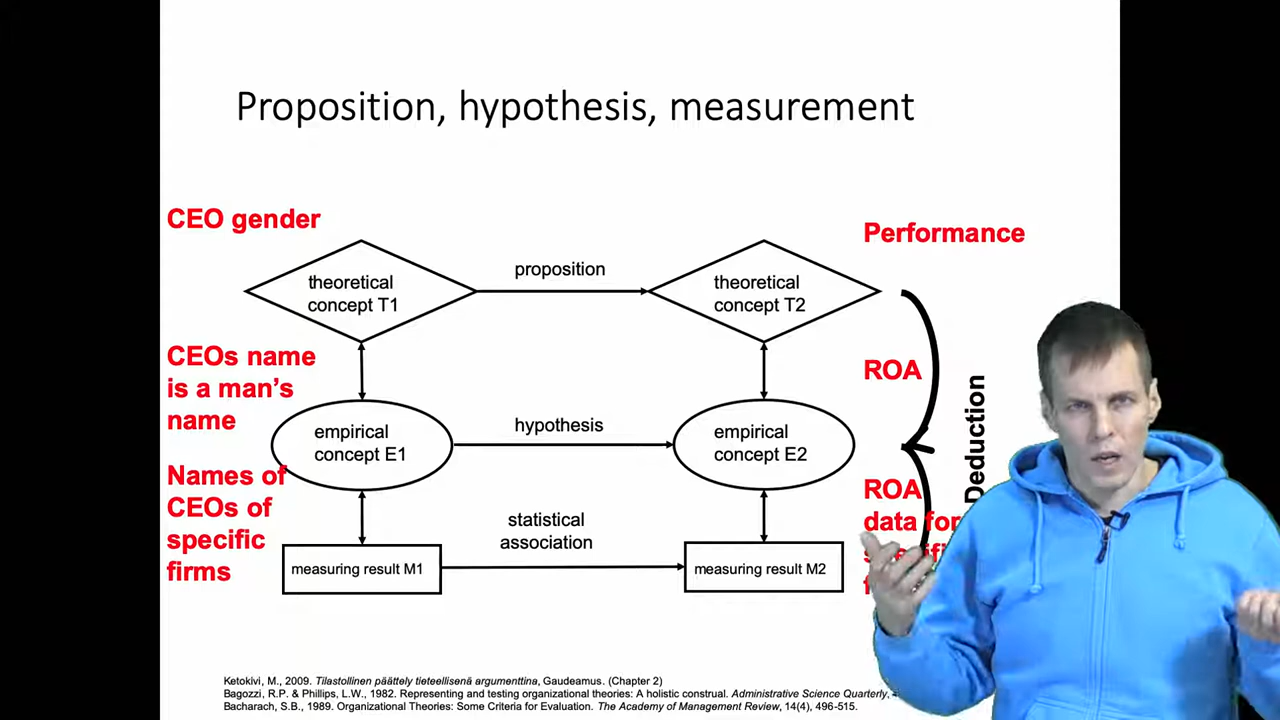 Proposition, hypothesis, measurement
CEO gender
Performance
proposition
theoretical
concept T1
theoretical
concept T2
CEOs name
is a man's
name
ROA
Deduction
hypothesis
empirical
concept E1
empirical
concept E2
Names of
CEOs of
specific
firms
ROA
data for
statistical
association
measuring result M1
measuring result M2
Ketokivi, M., 2009. Tilastollinen päättely tieteellisenä argumenttina, Gaudeamus. (Chapter 2)
Bagozzi, R.P. & Phillips, L.W., 1982. Representing and testing organizational theories: A holistic construal. Administrative Science Quarterly,
Bacharach, S.B., 1989. Organizational Theories: Some Criteria for Evaluation. The Academy of Management Review, 14(4), 496-515.